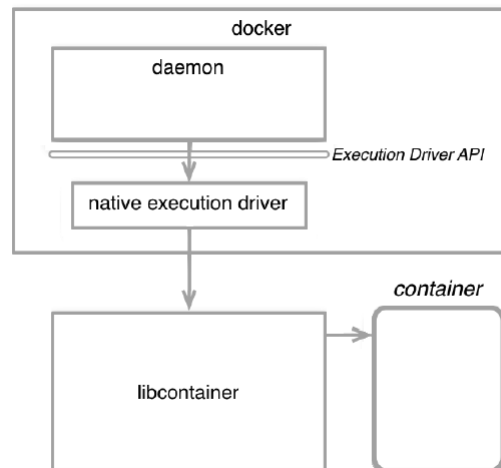 docker
daemon
Execution Driver API
native execution driver
container
libcontainer